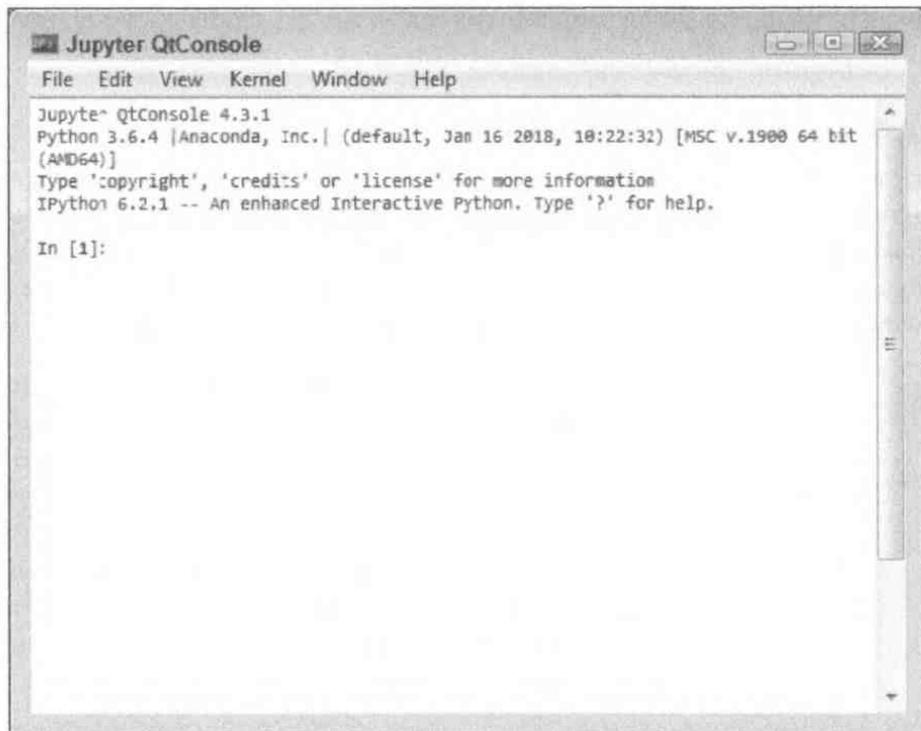 Jupyter QtConsole
File Edit View Kernel Window Help
Jupyter QtConsole 4.3.1
Python 3.6.4 |Anaconda, Inc.| (default, Jan 16 2018, 10:22:32) [MSC v.1900 64 bit
(AMD64)]
Type 'copyright', 'credits' or 'license' for more information
IPython 6.2.1 -- An enhanced Interactive Python. Type '?' for help.
In [1]: